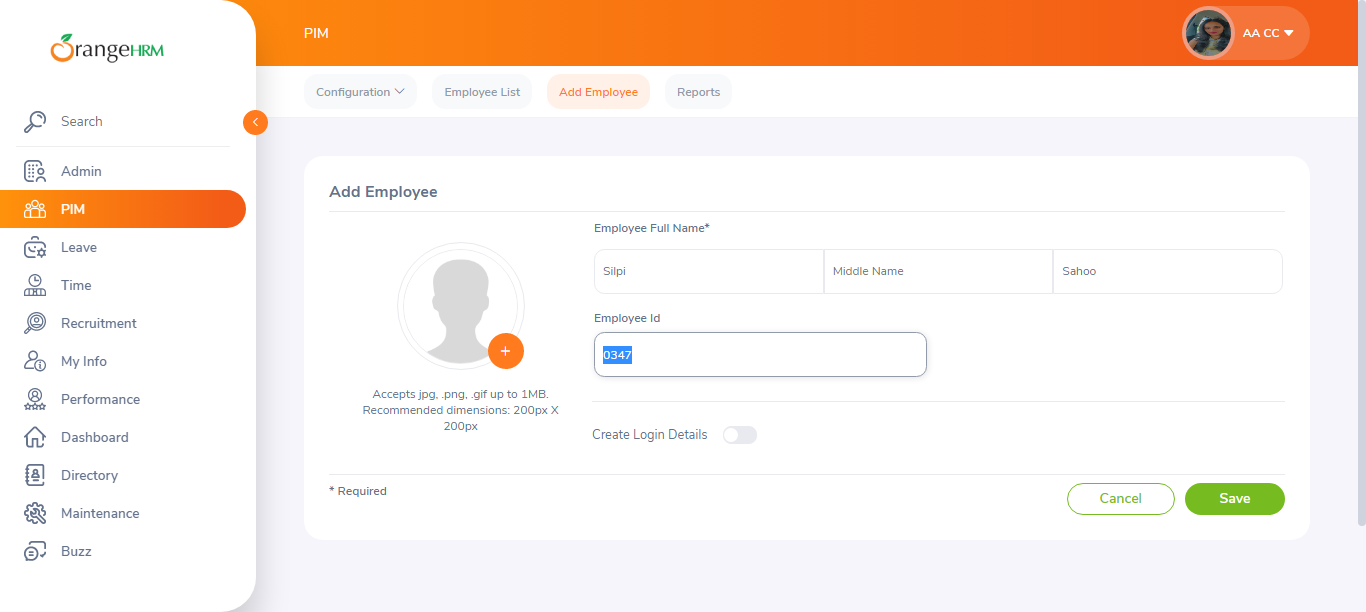 OrangeHRM
Search
Admin
PIM
Leave
Time
Recruitment
My Info
Performance
Dashboard
Directory
Maintenance
Buzz
PIM
AA CC
Configuration
Employee List
Add Employee
Reports
Add Employee
Accepts jpg, .png, .gif up to 1MB.
Recommended dimensions: 200px X
200px
Employee Full Name*
Silpi
Middle Name
Sahoo
Employee Id
0347
Create Login Details
* Required
Cancel
Save